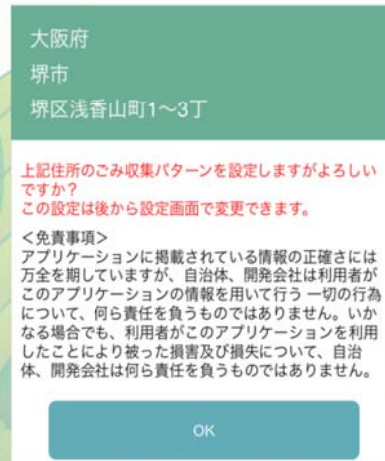 大阪府
堺市
堺区浅香山町1～3丁
上記住所のごみ収集パターンを設定しますがよろしい
ですか？
この設定は後から設定画面で変更できます。
＜免責事項＞
アプリケーションに掲載されている情報の正確さには
万全を期していますが、自治体、開発会社は利用者が
このアプリケーションの情報を用いて行う 一切の行為
について、何ら責任を負うものではありません。いか
なる場合でも、利用者がこのアプリケーションを利用
したことにより被った損害及び損失について、自治
体、開発会社は何ら責任を負うものではありません。
OK